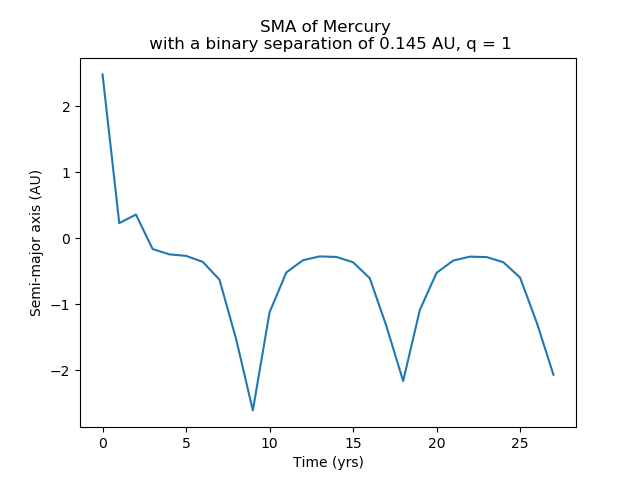 SMA of Mercury
with a binary separation of 0.145 AU, q = 1
2
1
0
−1
−2
Semi-major axis (AU)
0 5 10 15 20 25
Time (yrs)